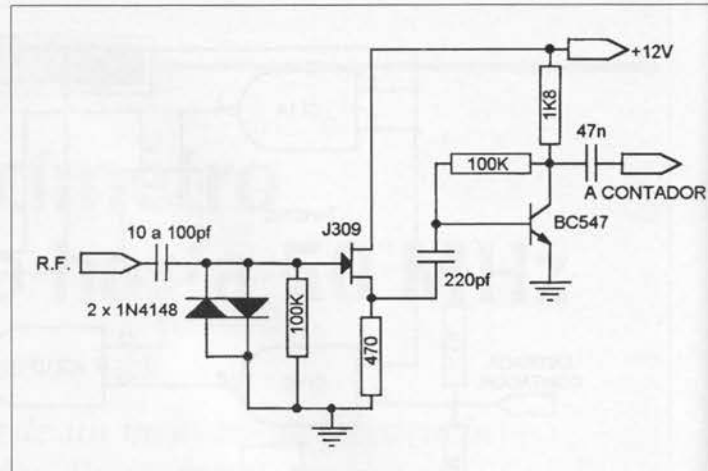 +12V
1K8
47n
100K
A CONTADOR
10 a 100pf
J309
BC547
R.F.
220pf
2 x 1N4148
100K
470